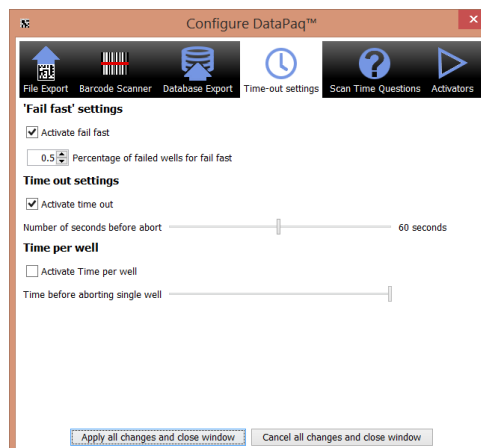 Configure DataPaq™
File Export Barcode Scanner Database Export Time-out settings Scan Time Questions Activators
'Fail fast' settings
Activate fail fast
0.5 Percentage of failed wells for fail fast
Time out settings
Activate time out
Number of seconds before abort 60 seconds
Time per well
Activate Time per well
Time before aborting single well
Apply all changes and close window Cancel all changes and close window